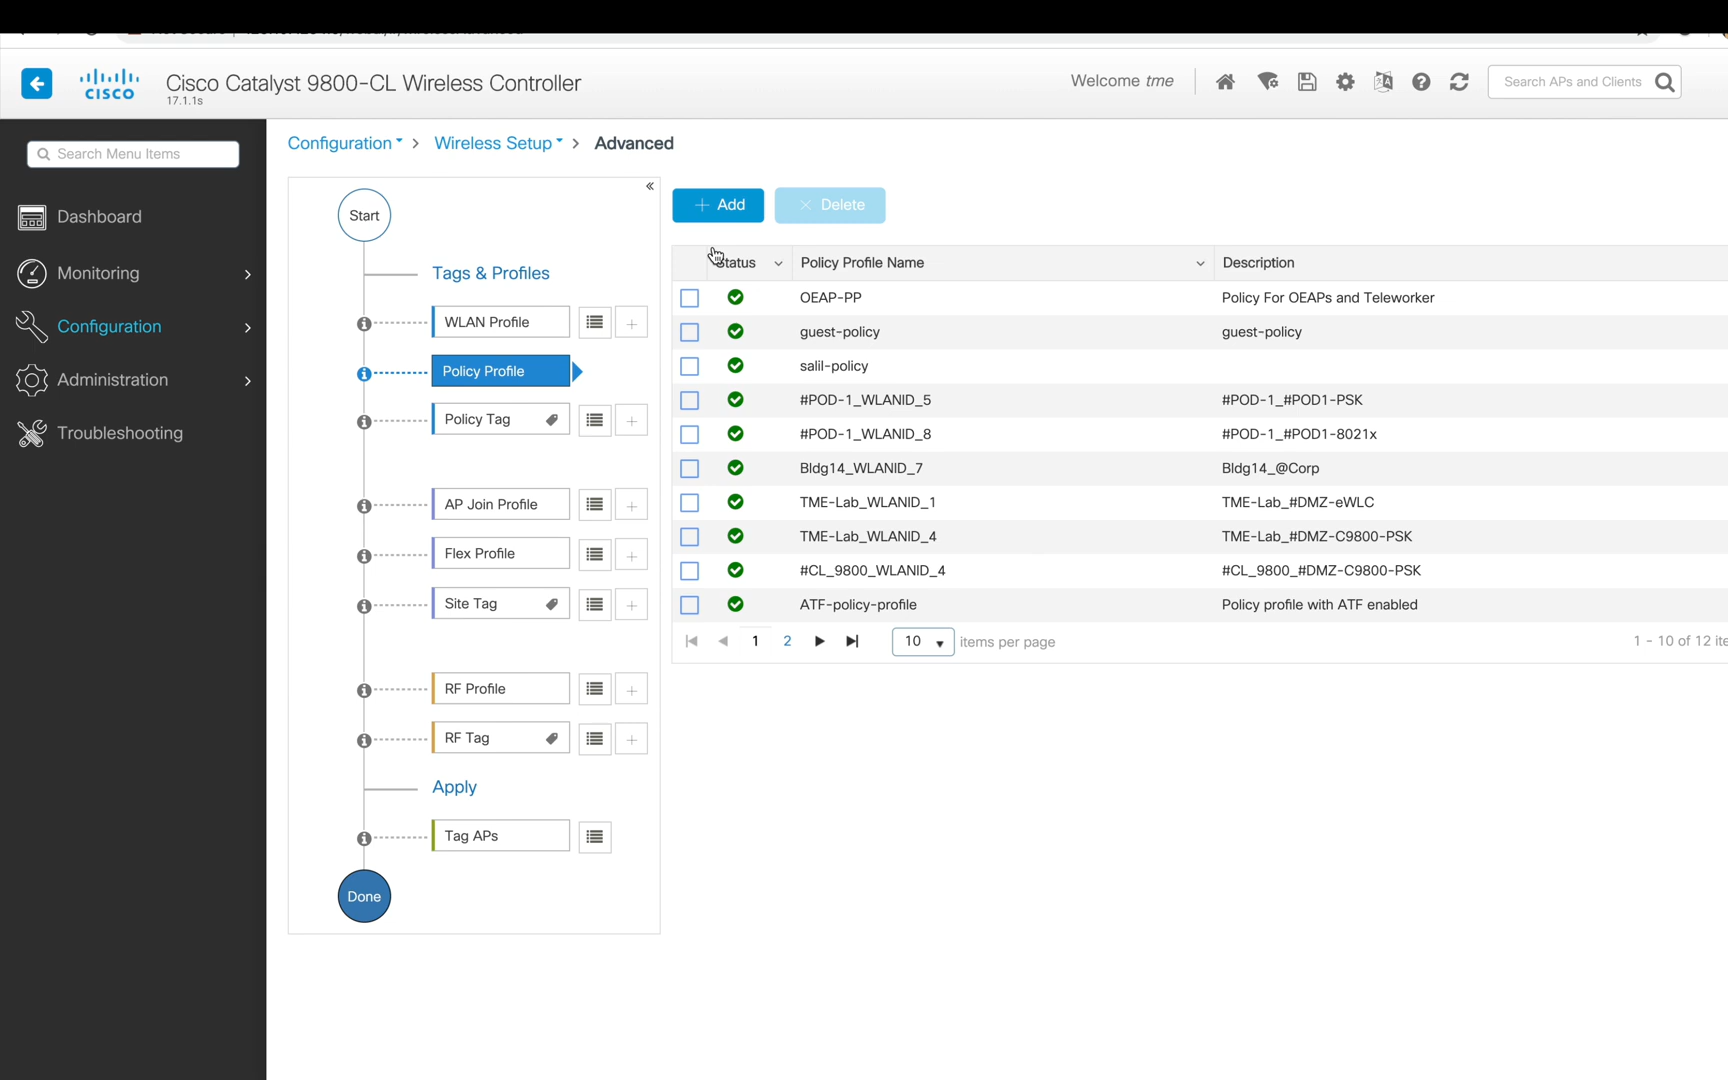 CISCO
Cisco Catalyst 9800-CL Wireless Controller
17.1.1s
Welcome tme
Search APs and Clients
Search Menu Items
Dashboard
Monitoring
Configuration
Administration
Troubleshooting
Configuration > Wireless Setup > Advanced
Start
Tags & Profiles
WLAN Profile
Policy Profile
Policy Tag
AP Join Profile
Flex Profile
Site Tag
RF Profile
RF Tag
Apply
Tag APs
Done
+ Add
× Delete
Status Policy Profile Name Description
OEAP-PP Policy For OEAPs and Teleworker
guest-policy guest-policy
salil-policy
#POD-1_WLANID_5 #POD-1_#POD1-PSK
#POD-1_WLANID_8 #POD-1_#POD1-8021x
Bldg14_WLANID_7 Bldg14_@Corp
TME-Lab_WLANID_1 TME-Lab_#DMZ-eWLC
TME-Lab_WLANID_4 TME-Lab_#DMZ-C9800-PSK
#CL_9800_WLANID_4 #CL_9800_#DMZ-C9800-PSK
ATF-policy-profile Policy profile with ATF enabled
1 2 10 items per page 1 - 10 of 12 ite